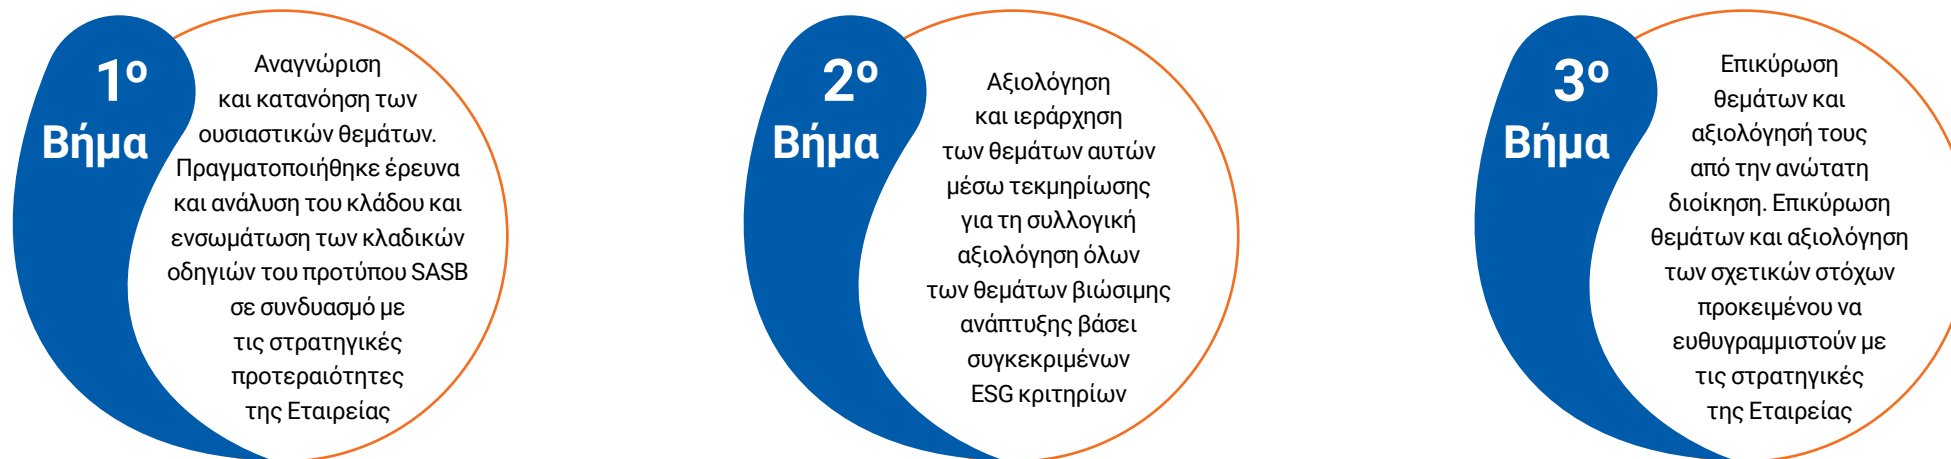 1º
Βήμα
Αναγνώριση
και κατανόηση των
ουσιαστικών θεμάτων.
Πραγματοποιήθηκε έρευνα
και ανάλυση του κλάδου και
ενσωμάτωση των κλαδικών
οδηγιών του προτύπου SASB
σε συνδυασμό με
τις στρατηγικές
προτεραιότητες
της Εταιρείας
2º
Βήμα
Αξιολόγηση
και ιεράρχηση
των θεμάτων αυτών
μέσω τεκμηρίωσης
για τη συλλογική
αξιολόγηση όλων
των θεμάτων βιώσιμης
ανάπτυξης βάσει
συγκεκριμένων
ESG κριτηρίων
3º
Βήμα
Επικύρωση
θεμάτων και
αξιολόγησή τους
από την ανώτατη
διοίκηση. Επικύρωση
θεμάτων και αξιολόγηση
των σχετικών στόχων
προκειμένου να
ευθυγραμμιστούν με
τις στρατηγικές
της Εταιρείας